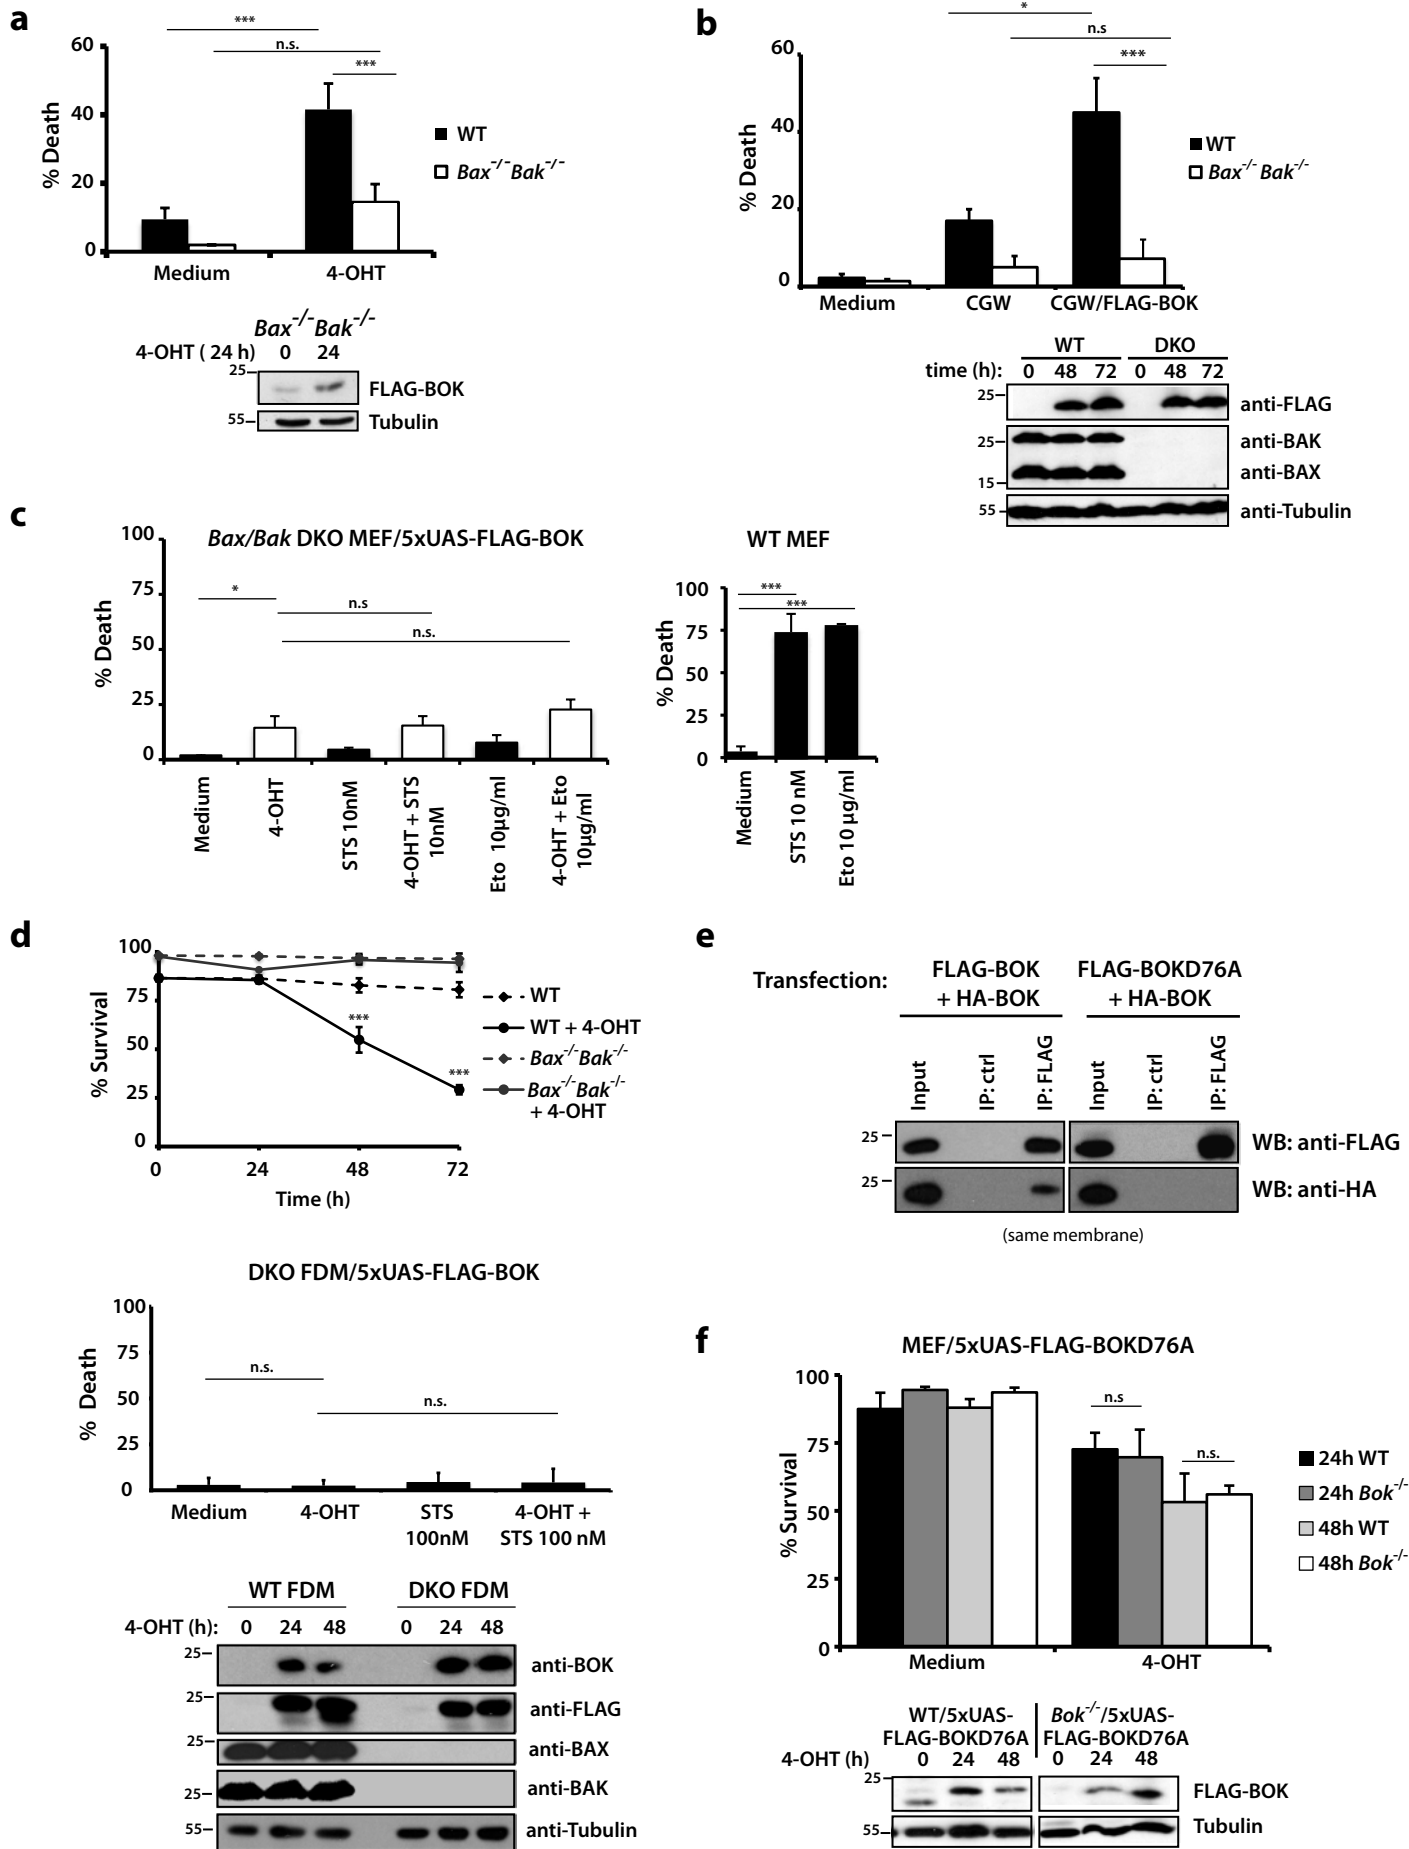 a
***
n.s.
***
60
40
20
0
% Death
WT
Bax-/-Bak-/-
Medium
4-OHT
Bax-/-Bak-/-
4-OHT ( 24 h)
0
24
25
FLAG-BOK
55
Tubulin
b
*
n.s
***
60
40
20
0
% Death
WT
Bax-/- Bak-/-
Medium
CGW
CGW/FLAG-BOK
WT
DKO
time (h):
0
48
72
0
48
72
25
anti-FLAG
25
anti-BAK
anti-BAX
15
55
anti-Tubulin
c
Bax/Bak DKO MEF/5xUAS-FLAG-BOK
100
75
50
25
0
% Death
*
n.s
n.s.
Medium
4-OHT
STS 10nM
4-OHT + STS
10nM
Eto 10µg/ml
4-OHT + Eto
10µg/ml
WT MEF
100
75
50
25
0
% Death
***
***
Medium
STS 10 nM
Eto 10 µg/ml
d
100
75
50
25
0
% Survival
***
***
0
24
48
72
Time (h)
WT
WT + 4-OHT
Bax-/-Bak-/-
Bax-/-Bak-/-
+ 4-OHT
DKO FDM/5xUAS-FLAG-BOK
100
75
50
25
0
% Death
n.s.
n.s.
Medium
4-OHT
STS
100nM
4-OHT +
STS 100 nM
WT FDM
DKO FDM
4-OHT (h):
0
24
48
0
24
48
25
anti-BOK
25
anti-FLAG
25
anti-BAX
25
anti-BAK
55
anti-Tubulin
e
Transfection:
FLAG-BOK
+ HA-BOK
FLAG-BOKD76A
+ HA-BOK
Input
IP: ctrl
IP: FLAG
Input
IP: ctrl
IP: FLAG
25
WB: anti-FLAG
25
WB: anti-HA
(same membrane)
f
MEF/5xUAS-FLAG-BOKD76A
100
75
50
25
0
% Survival
n.s
n.s.
24h WT
24h Bok-/-
48h WT
48h Bok-/-
Medium
4-OHT
WT/5xUAS-
FLAG-BOKD76A
Bok-/-/5xUAS-
FLAG-BOKD76A
4-OHT (h)
0
24
48
0
24
48
25
FLAG-BOK
55
Tubulin